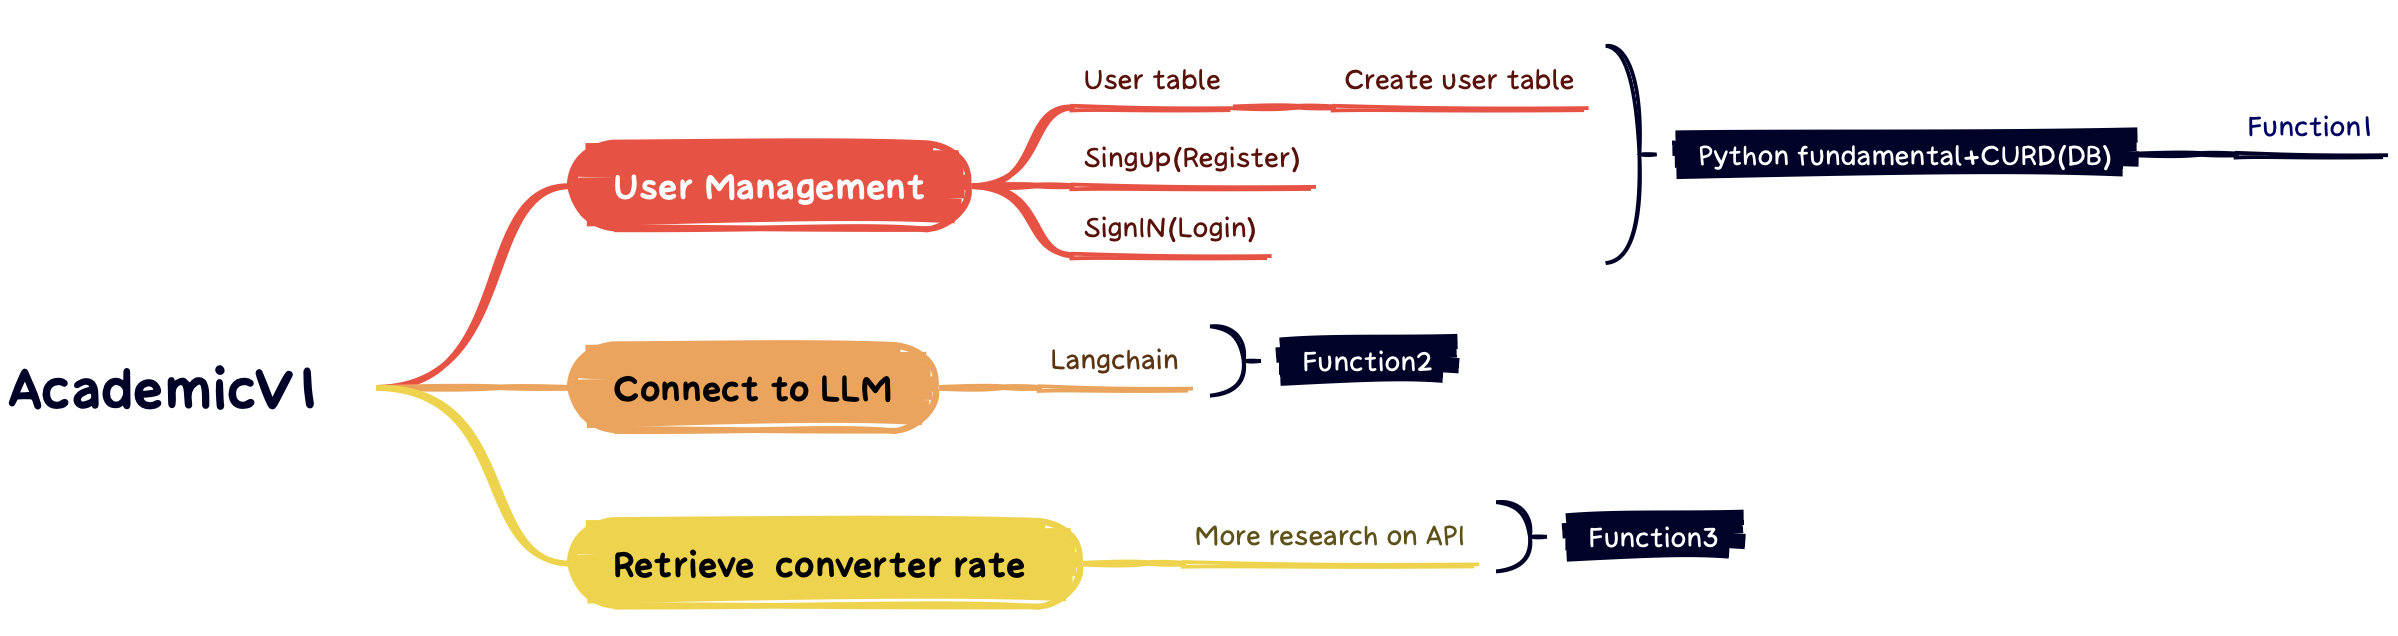 AcademicV1
User Management
User table
Create user table
Singup(Register)
SignIN(Login)
Python fundamental+CURD(DB)
Function1
Connect to LLM
Langchain
Function2
Retrieve converter rate
More research on API
Function3